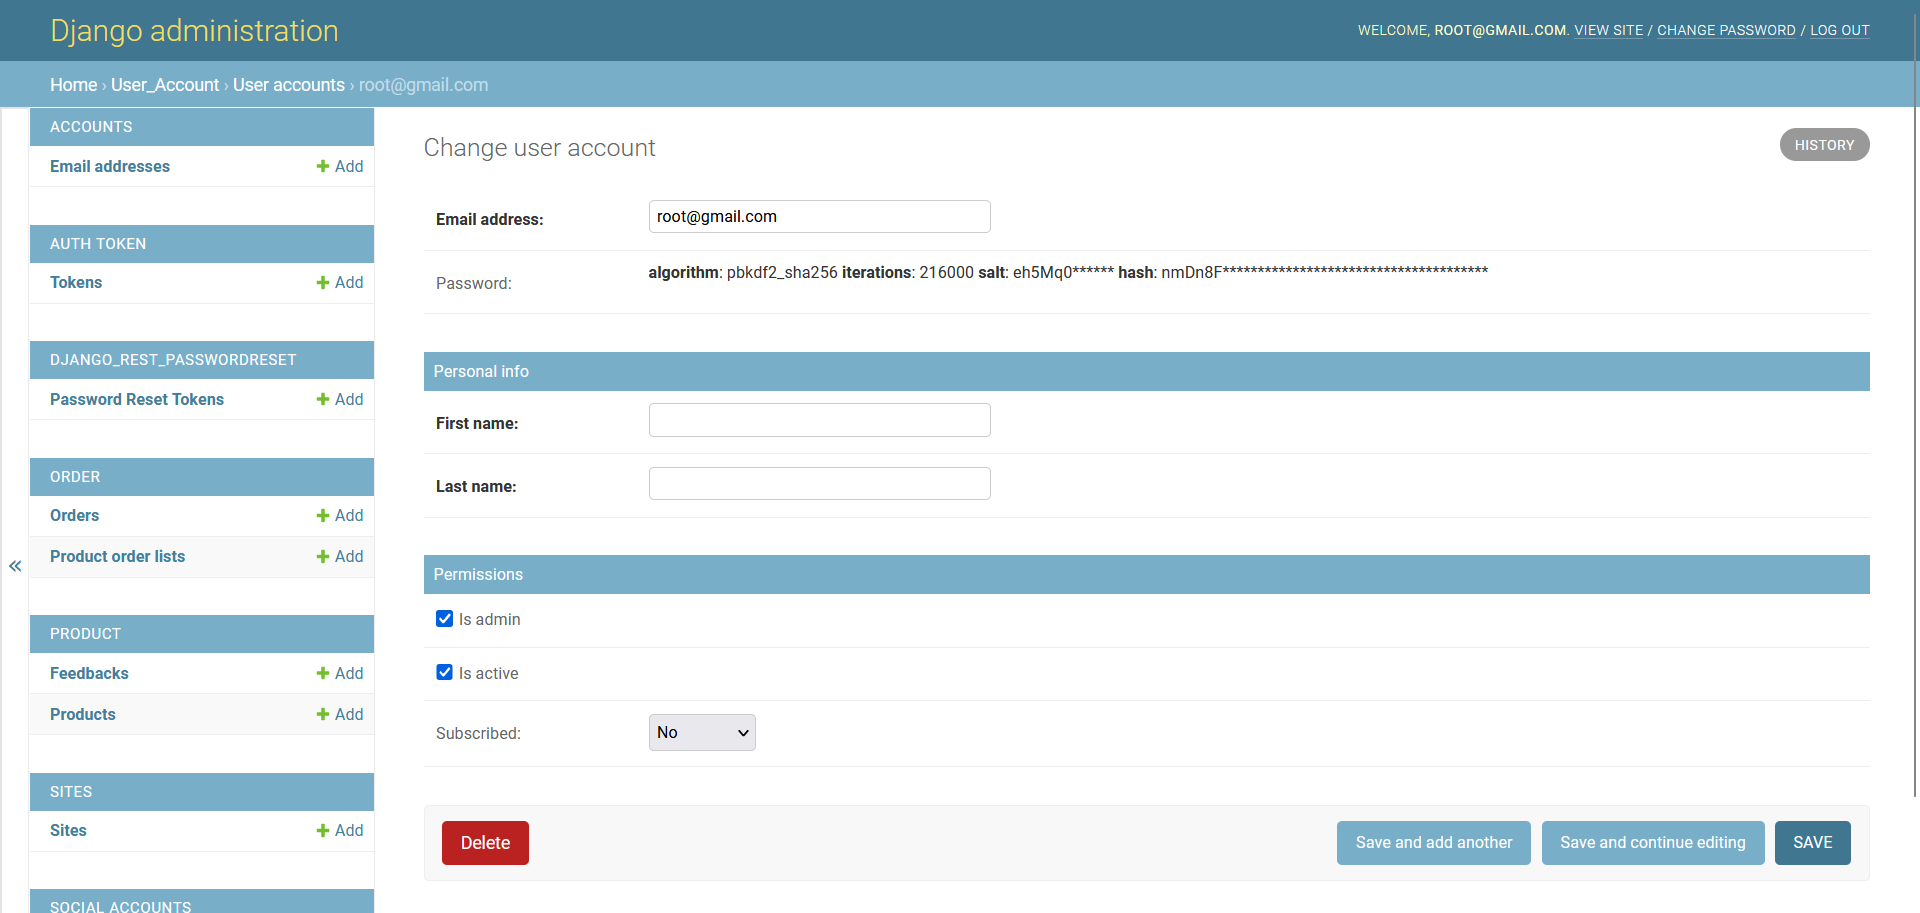 Django administration
WELCOME, ROOT@GMAIL.COM. VIEW SITE / CHANGE PASSWORD / LOG OUT
Home › User_Account › User accounts › root@gmail.com
ACCOUNTS
Email addresses Add
AUTH TOKEN
Tokens Add
DJANGO_REST_PASSWORDRESET
Password Reset Tokens Add
ORDER
Orders Add
Product order lists Add
PRODUCT
Feedbacks Add
Products Add
SITES
Sites Add
SOCIAL ACCOUNTS
«
Change user account
HISTORY
Email address: root@gmail.com
Password: algorithm: pbkdf2_sha256 iterations: 216000 salt: eh5Mq0****** hash: nmDn8F**************************************
Personal info
First name:
Last name:
Permissions
Is admin
Is active
Subscribed: No
Delete
Save and add another
Save and continue editing
SAVE